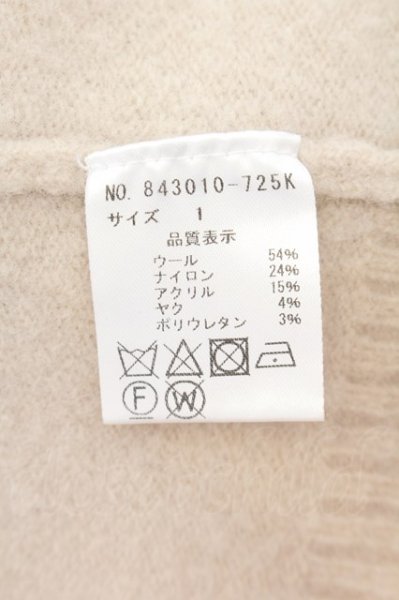 NO. 843010-725K
サイズ 1
品質表示
ウール 54%
ナイロン 24%
アクリル 15%
ヤク 4%
ポリウレタン 3%
F W